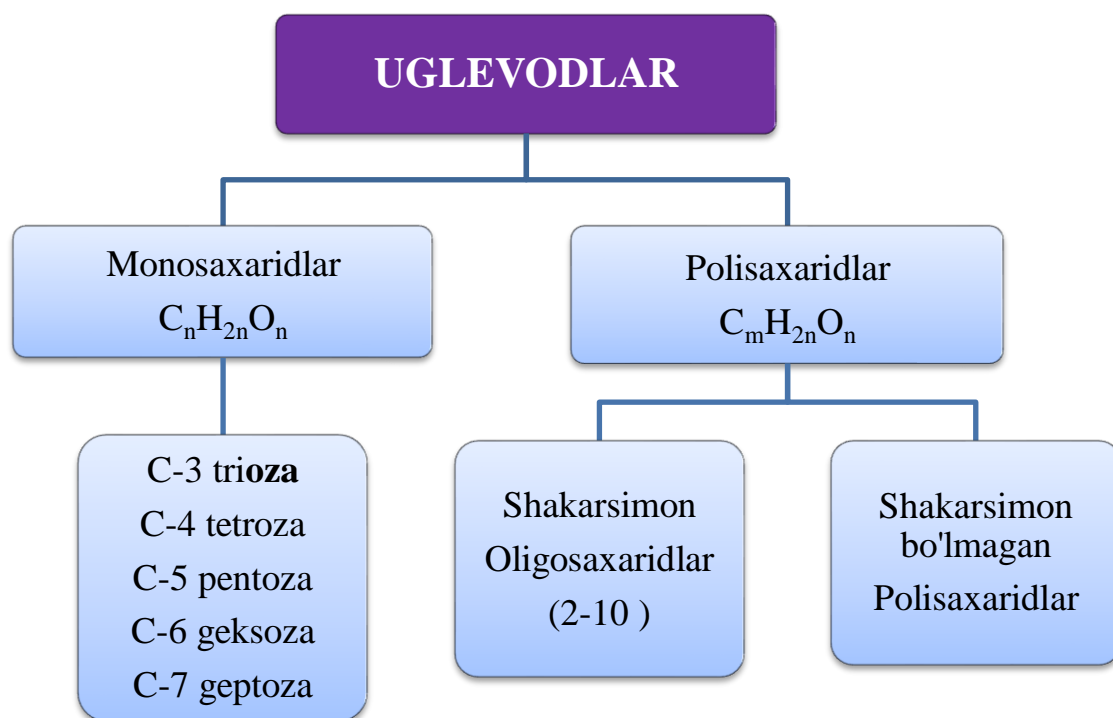 UGLEVODLAR
Monosaxaridlar
CₙH₂ₙOₙ
Polisaxaridlar
CₘH₂ₙOₙ
C-3 trioza
C-4 tetroza
C-5 pentoza
C-6 geksoza
C-7 geptoza
Shakarsimon
Oligosaxaridlar
(2-10 )
Shakarsimon
bo'lmagan
Polisaxaridlar